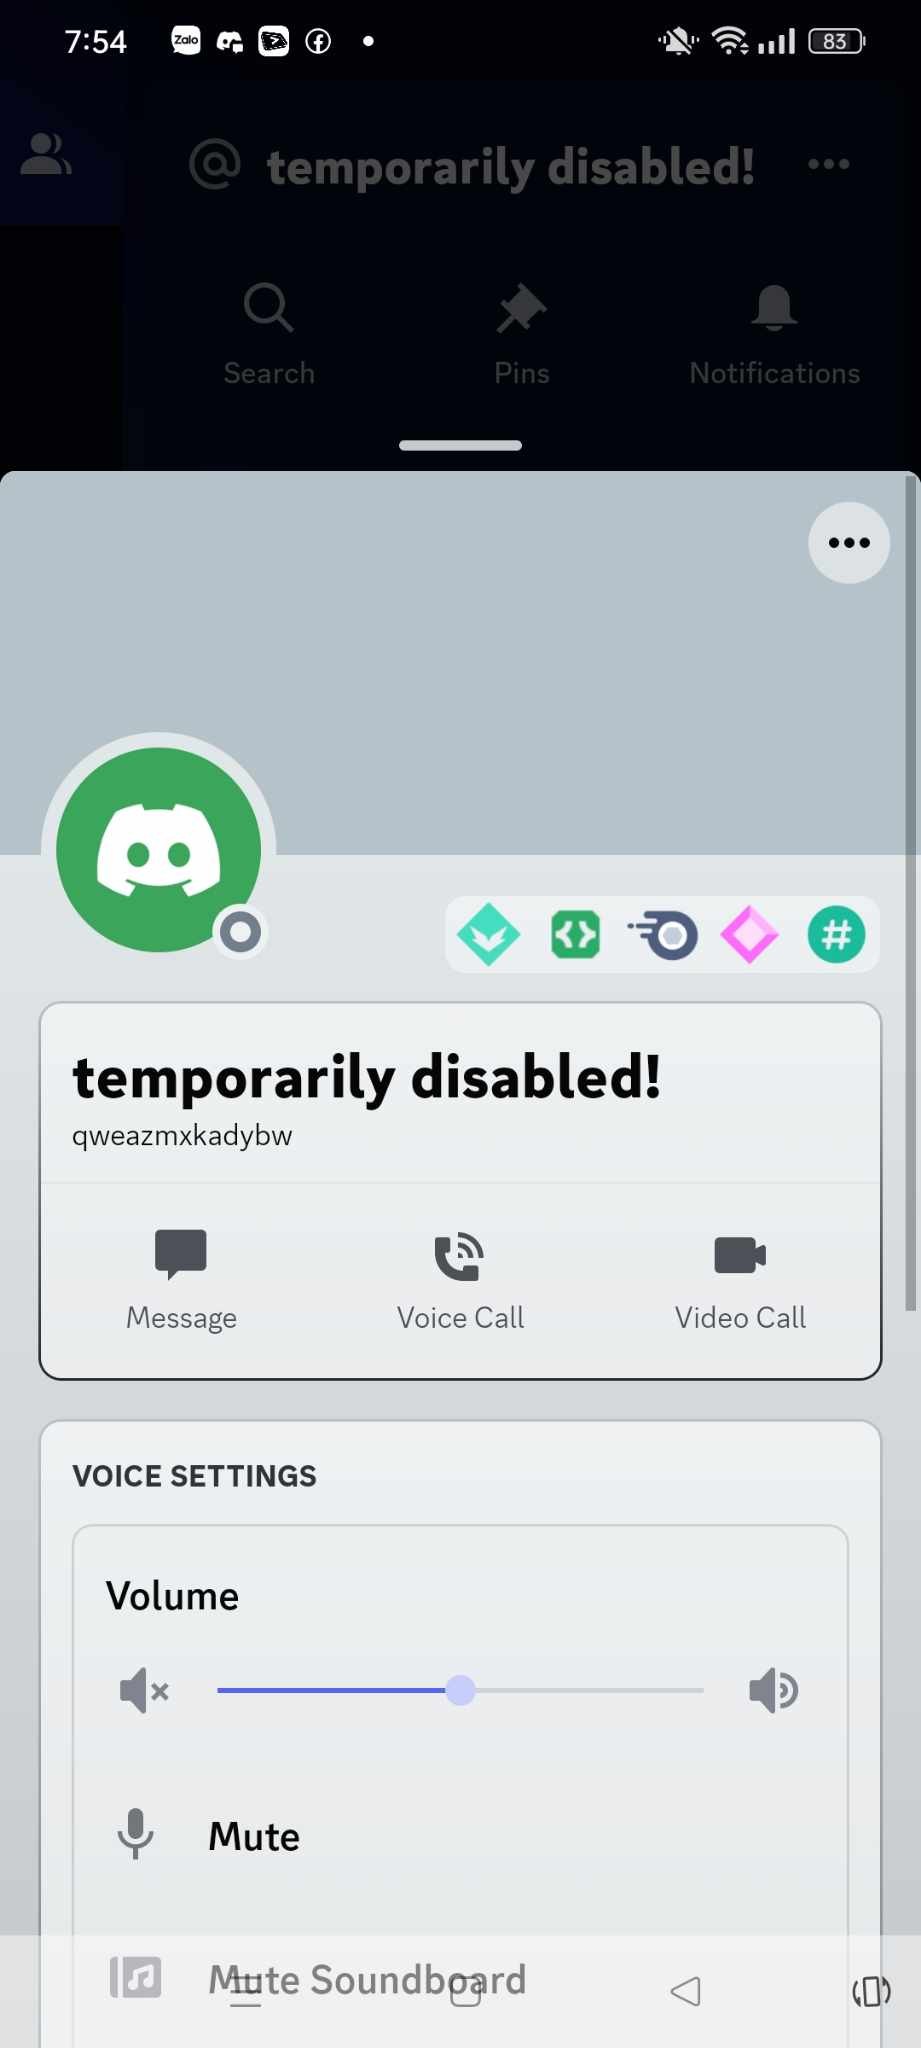 7:54
Zalo
83
temporarily disabled!
Search
Pins
Notifications
temporarily disabled!
qweazmxkadybw
Message
Voice Call
Video Call
VOICE SETTINGS
Volume
Mute
Mute Soundboard